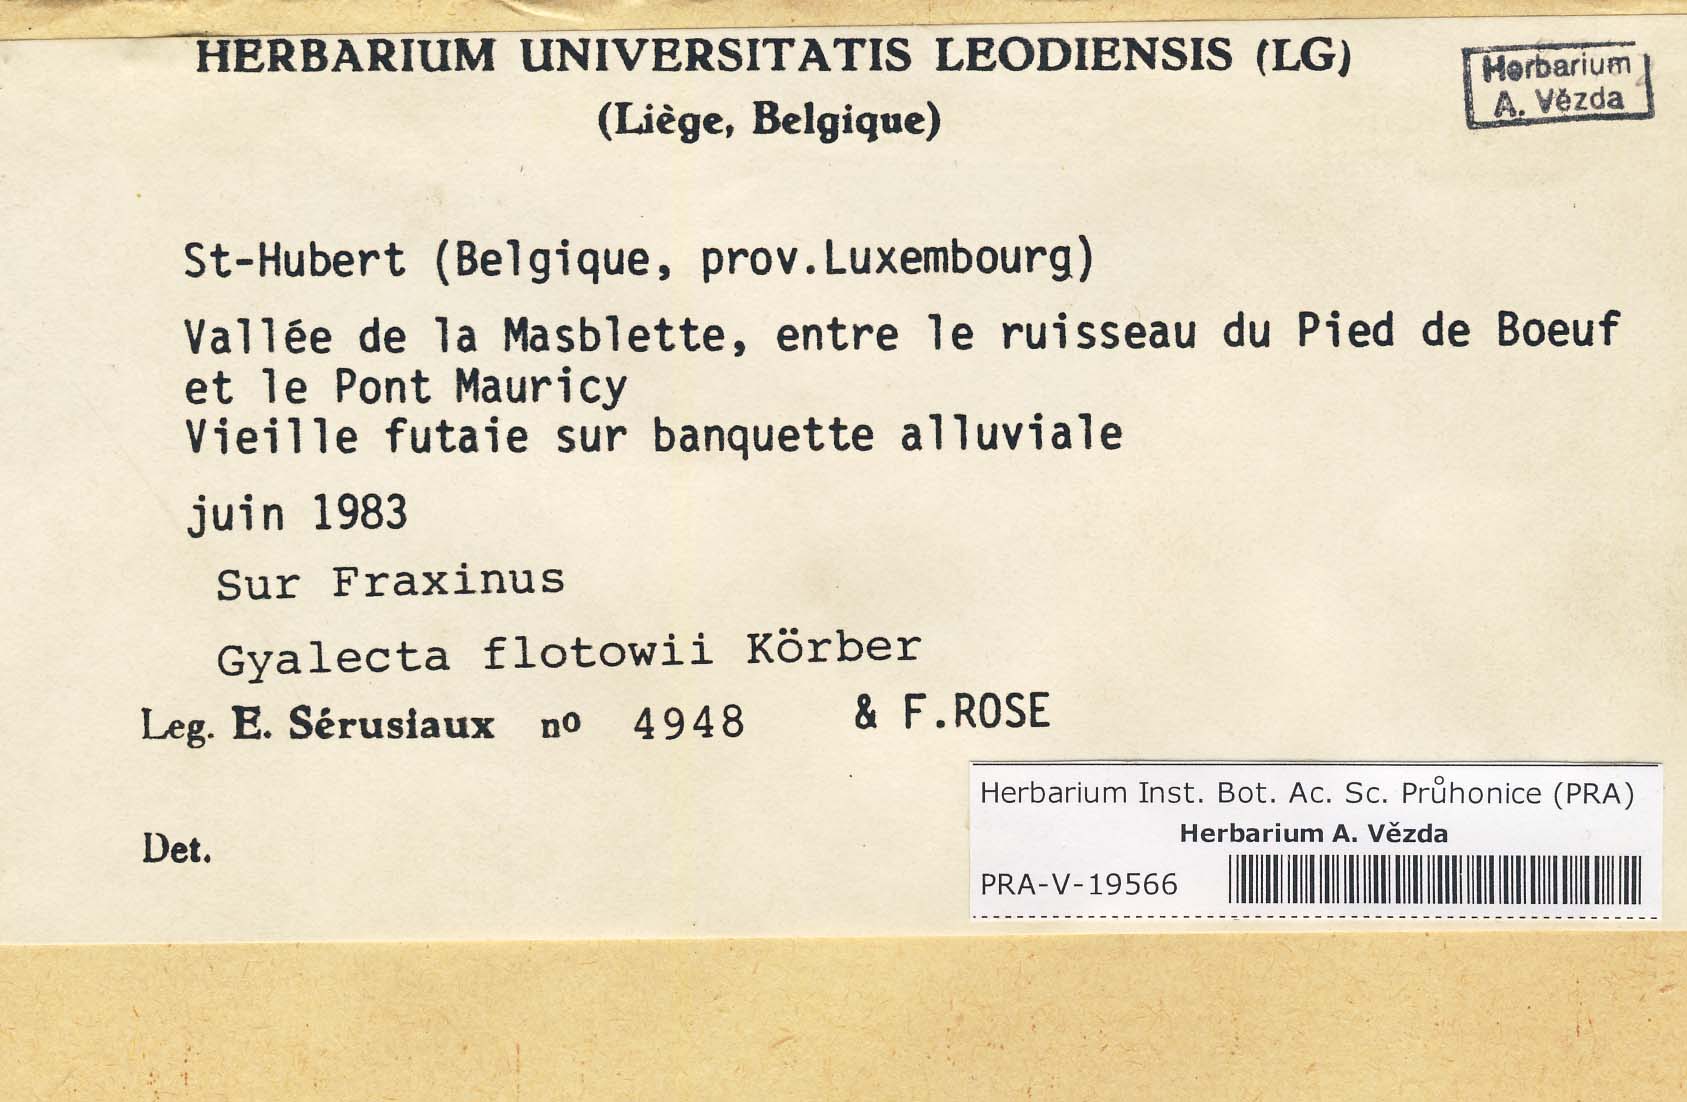 HERBARIUM UNIVERSITATIS LEODIENSIS (LG)
(Liège, Belgique)
Herbarium
A. Vězda
St-Hubert (Belgique, prov.Luxembourg)
Vallée de la Masblette, entre le ruisseau du Pied de Boeuf
et le Pont Mauricy
Vieille futaie sur banquette alluviale
juin 1983
Sur Fraxinus
Gyalecta flotowii Körber
Leg. E. Sérusiaux no 4948 & F.ROSE
Det.
Herbarium Inst. Bot. Ac. Sc. Průhonice (PRA)
Herbarium A. Vězda
PRA-V-19566